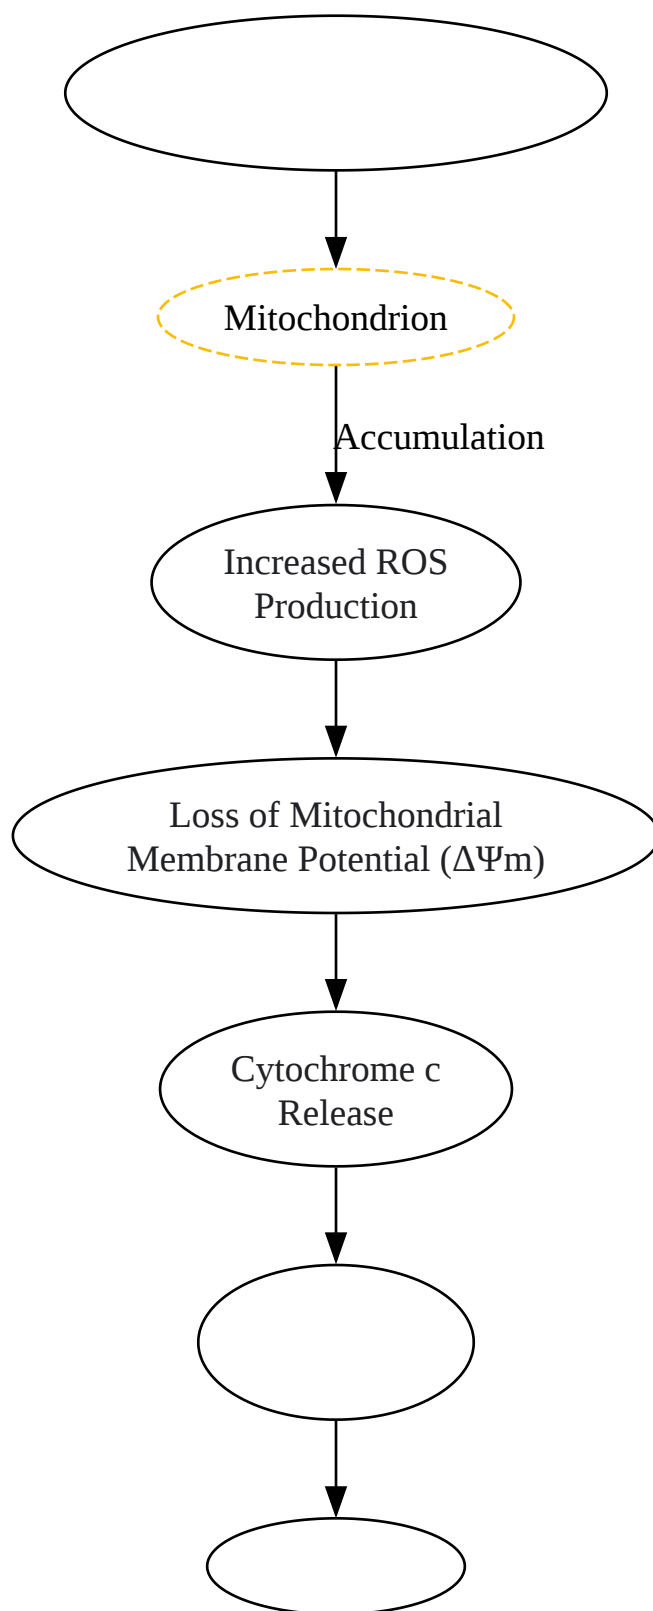 Mitochondrion
Accumulation
Increased ROS
Production
Loss of Mitochondrial
Membrane Potential (ΔΨm)
Cytochrome c
Release